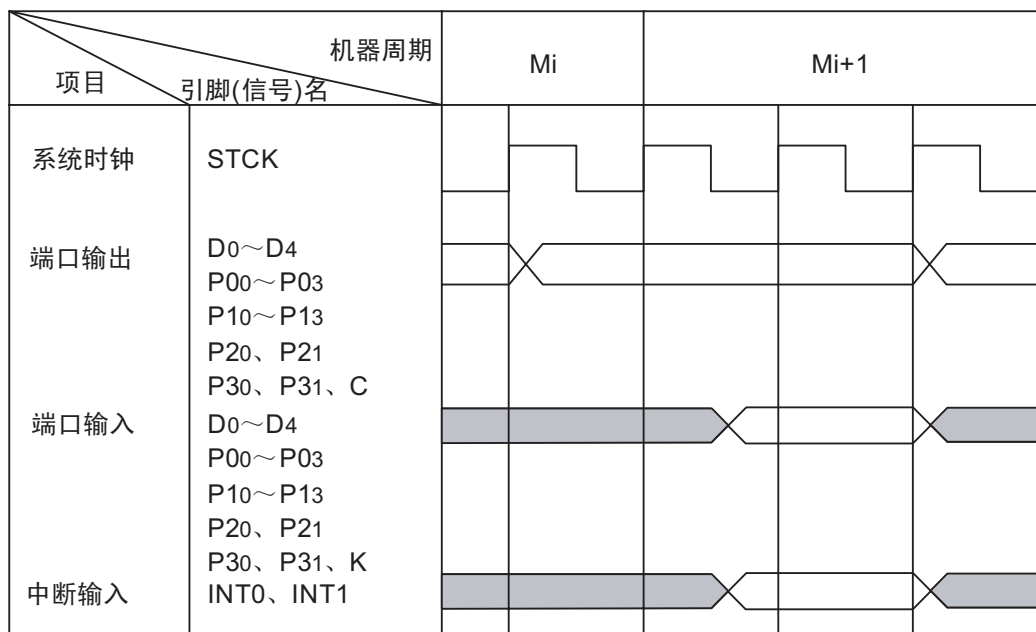 机器周期
项目
引脚(信号)名
Mi
Mi+1
系统时钟
STCK
端口输出
D0～D4
P00～P03
P10～P13
P20、P21
P30、P31、C
端口输入
D0～D4
P00～P03
P10～P13
P20、P21
P30、P31、K
中断输入
INT0、INT1